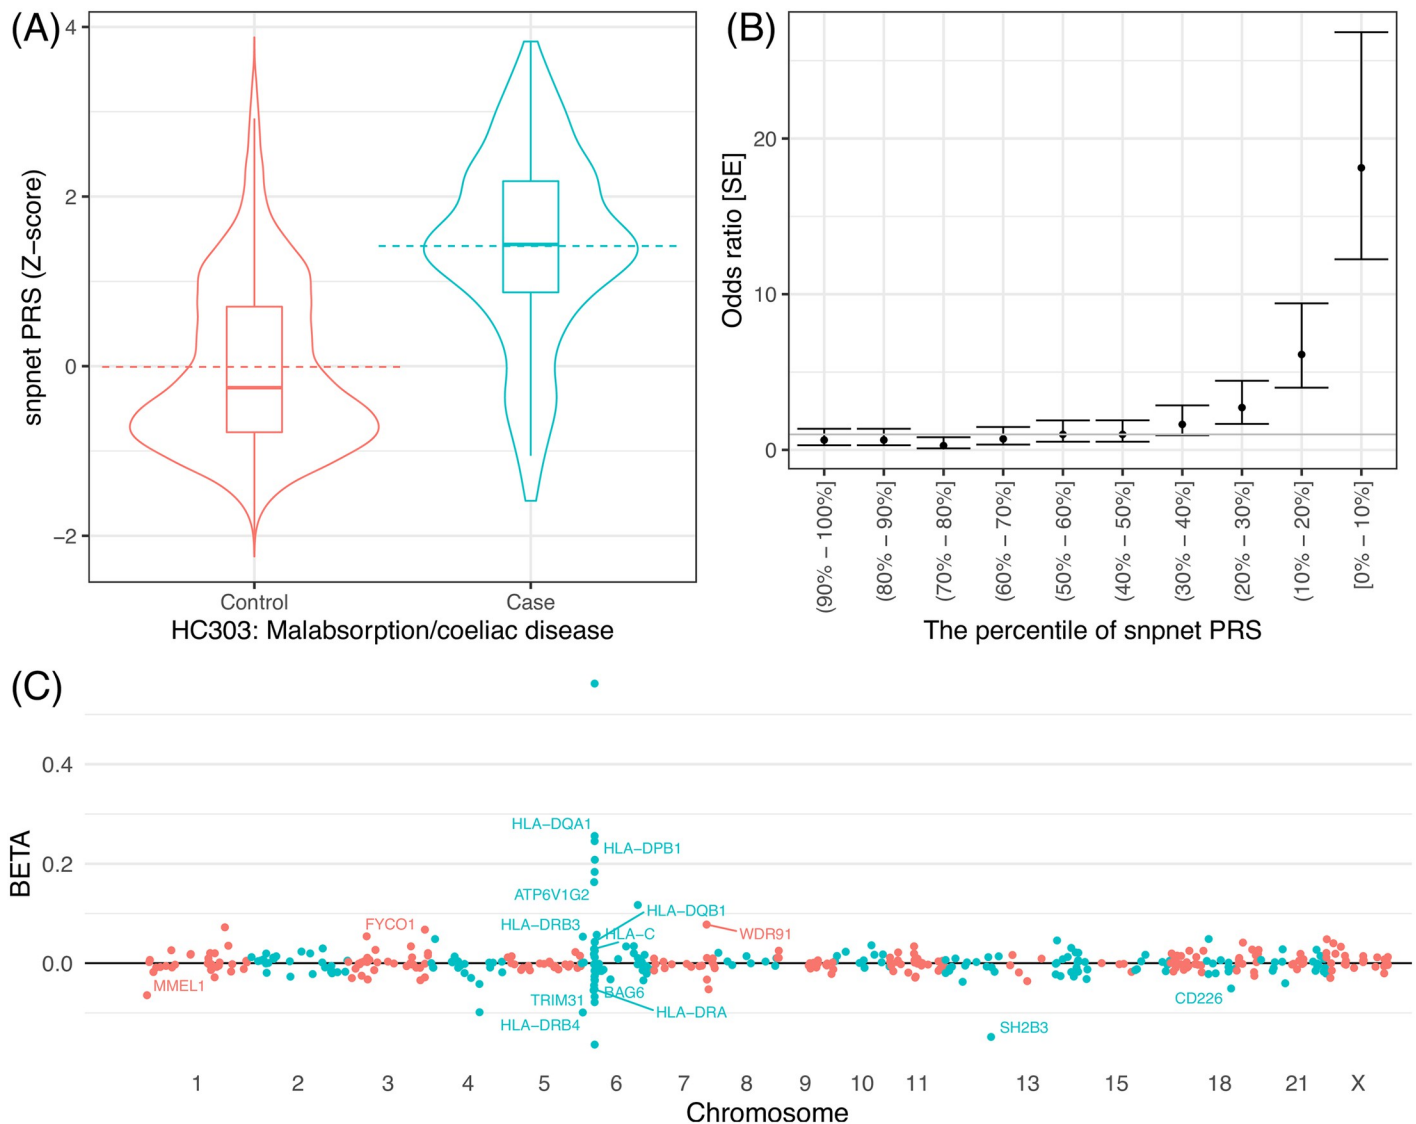 (A)
4
2
0
−2
snpnet PRS (Z−score)
Control
Case
HC303: Malabsorption/coeliac disease
(B)
20
10
0
Odds ratio [SE]
(90% − 100%]
(80% − 90%]
(70% − 80%]
(60% − 70%]
(50% − 60%]
(40% − 50%]
(30% − 40%]
(20% − 30%]
(10% − 20%]
[0% − 10%]
The percentile of snpnet PRS
(C)
0.4
0.2
0.0
BETA
HLA−DQA1
HLA−DPB1
ATP6V1G2
HLA−DQB1
FYCO1
HLA−DRB3
HLA−C
WDR91
MMEL1
BAG6
TRIM31
CD226
HLA−DRA
HLA−DRB4
SH2B3
1 2 3 4 5 6 7 8 9 10 11 13 15 18 21 X
Chromosome